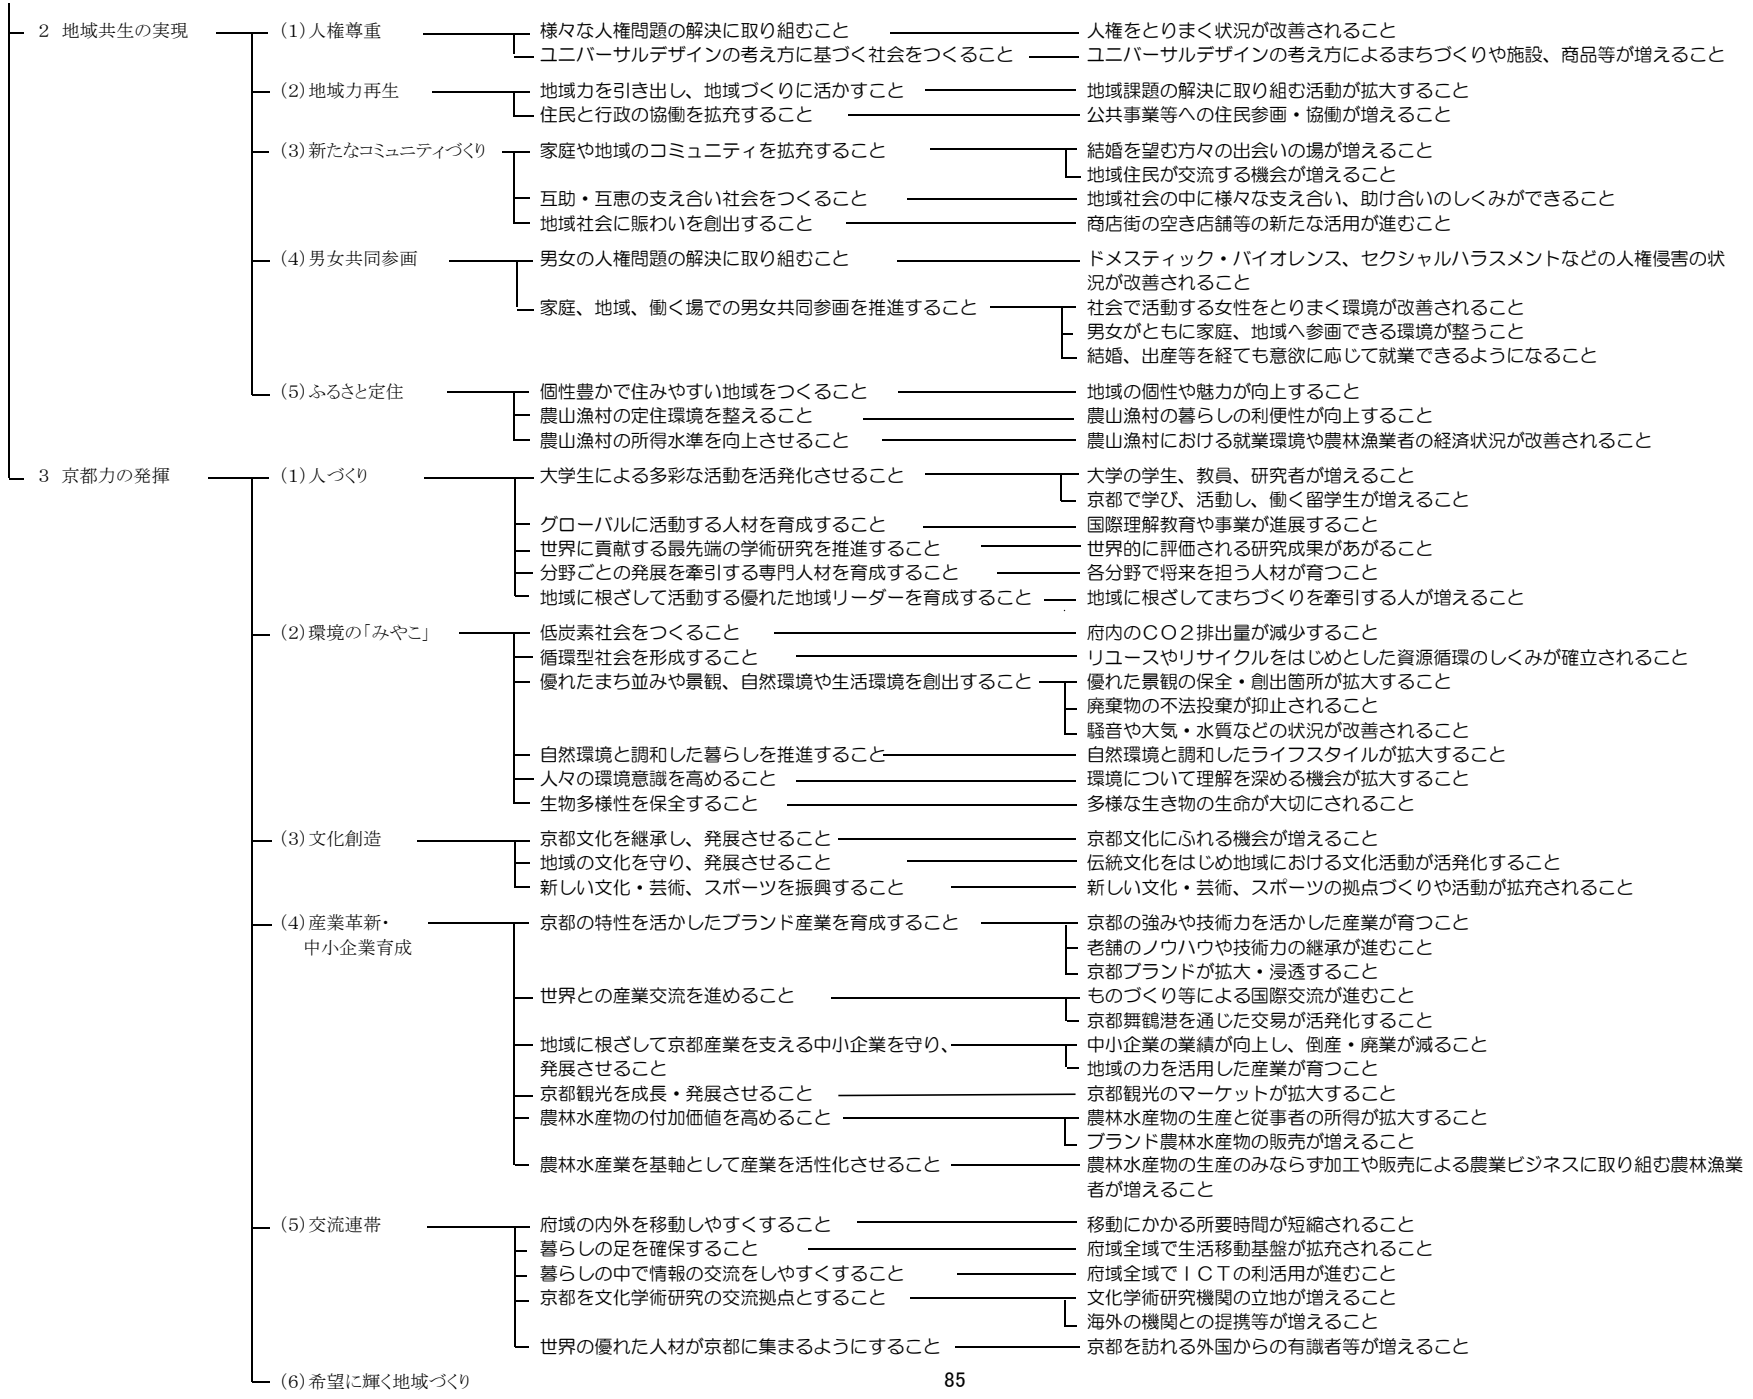 2 地域共生の実現
(1)人権尊重
様々な人権問題の解決に取り組むこと
人権をとりまく状況が改善されること
ユニバーサルデザインの考え方に基づく社会をつくること
ユニバーサルデザインの考え方によるまちづくりや施設、商品等が増えること
(2)地域力再生
地域力を引き出し、地域づくりに活かすこと
地域課題の解決に取り組む活動が拡大すること
住民と行政の協働を拡充すること
公共事業等への住民参画・協働が増えること
(3)新たなコミュニティづくり
家庭や地域のコミュニティを拡充すること
結婚を望む方々の出会いの場が増えること
地域住民が交流する機会が増えること
互助・互恵の支え合い社会をつくること
地域社会の中に様々な支え合い、助け合いのしくみができること
地域社会に賑わいを創出すること
商店街の空き店舗等の新たな活用が進むこと
(4)男女共同参画
男女の人権問題の解決に取り組むこと
ドメスティック・バイオレンス、セクシャルハラスメントなどの人権侵害の状
況が改善されること
家庭、地域、働く場での男女共同参画を推進すること
社会で活動する女性をとりまく環境が改善されること
男女がともに家庭、地域へ参画できる環境が整うこと
結婚、出産等を経ても意欲に応じて就業できるようになること
(5)ふるさと定住
個性豊かで住みやすい地域をつくること
地域の個性や魅力が向上すること
農山漁村の定住環境を整えること
農山漁村の暮らしの利便性が向上すること
農山漁村の所得水準を向上させること
農山漁村における就業環境や農林漁業者の経済状況が改善されること
3 京都力の発揮
(1)人づくり
大学生による多彩な活動を活発化させること
大学の学生、教員、研究者が増えること
京都で学び、活動し、働く留学生が増えること
グローバルに活動する人材を育成すること
国際理解教育や事業が進展すること
世界に貢献する最先端の学術研究を推進すること
世界的に評価される研究成果があがること
分野ごとの発展を牽引する専門人材を育成すること
各分野で将来を担う人材が育つこと
地域に根ざして活動する優れた地域リーダーを育成すること
地域に根ざしてまちづくりを牽引する人が増えること
(2)環境の「みやこ」
低炭素社会をつくること
府内のCO2排出量が減少すること
循環型社会を形成すること
リユースやリサイクルをはじめとした資源循環のしくみが確立されること
優れたまち並みや景観、自然環境や生活環境を創出すること
優れた景観の保全・創出箇所が拡大すること
廃棄物の不法投棄が抑止されること
騒音や大気・水質などの状況が改善されること
自然環境と調和した暮らしを推進すること
自然環境と調和したライフスタイルが拡大すること
人々の環境意識を高めること
環境について理解を深める機会が拡大すること
生物多様性を保全すること
多様な生き物の生命が大切にされること
(3)文化創造
京都文化を継承し、発展させること
京都文化にふれる機会が増えること
地域の文化を守り、発展させること
伝統文化をはじめ地域における文化活動が活発化すること
新しい文化・芸術、スポーツを振興すること
新しい文化・芸術、スポーツの拠点づくりや活動が拡充されること
(4)産業革新・
中小企業育成
京都の特性を活かしたブランド産業を育成すること
京都の強みや技術力を活かした産業が育つこと
老舗のノウハウや技術力の継承が進むこと
京都ブランドが拡大・浸透すること
世界との産業交流を進めること
ものづくり等による国際交流が進むこと
京都舞鶴港を通じた交易が活発化すること
地域に根ざして京都産業を支える中小企業を守り、
発展させること
中小企業の業績が向上し、倒産・廃業が減ること
地域の力を活用した産業が育つこと
京都観光を成長・発展させること
京都観光のマーケットが拡大すること
農林水産物の付加価値を高めること
農林水産物の生産と従事者の所得が拡大すること
ブランド農林水産物の販売が増えること
農林水産業を基軸として産業を活性化させること
農林水産物の生産のみならず加工や販売による農業ビジネスに取り組む農林漁業
者が増えること
(5)交流連帯
府域の内外を移動しやすくすること
移動にかかる所要時間が短縮されること
暮らしの足を確保すること
府域全域で生活移動基盤が拡充されること
暮らしの中で情報の交流をしやすくすること
府域全域でICTの利活用が進むこと
京都を文化学術研究の交流拠点とすること
文化学術研究機関の立地が増えること
海外の機関との提携等が増えること
世界の優れた人材が京都に集まるようにすること
京都を訪れる外国からの有識者等が増えること
(6)希望に輝く地域づくり
85